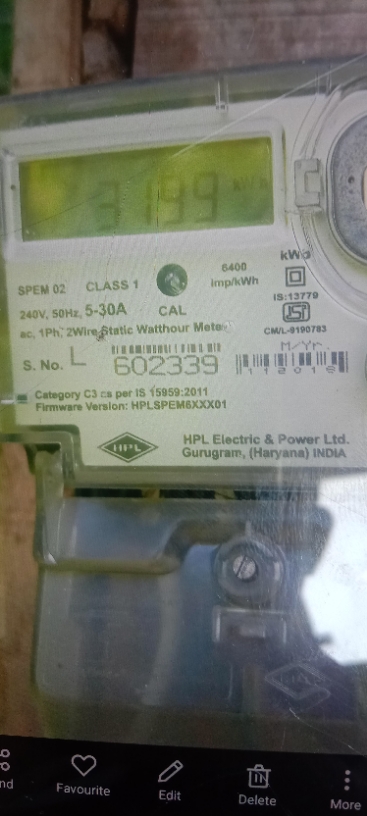 3199 kWh
kWh
SPEM 02 CLASS 1
6400
imp/kWh
IS:13779
240V, 50Hz, 5-30A CAL
ac, 1Ph, 2Wire Static Watthour Meter
CM/L-9190783
M/Yr.
S. No. L 602339
Category C3 as per IS 15959:2011
Firmware Version: HPLSPEM6XXX01
HPL
HPL Electric & Power Ltd.
Gurugram, (Haryana) INDIA
Favourite
Edit
Delete
More